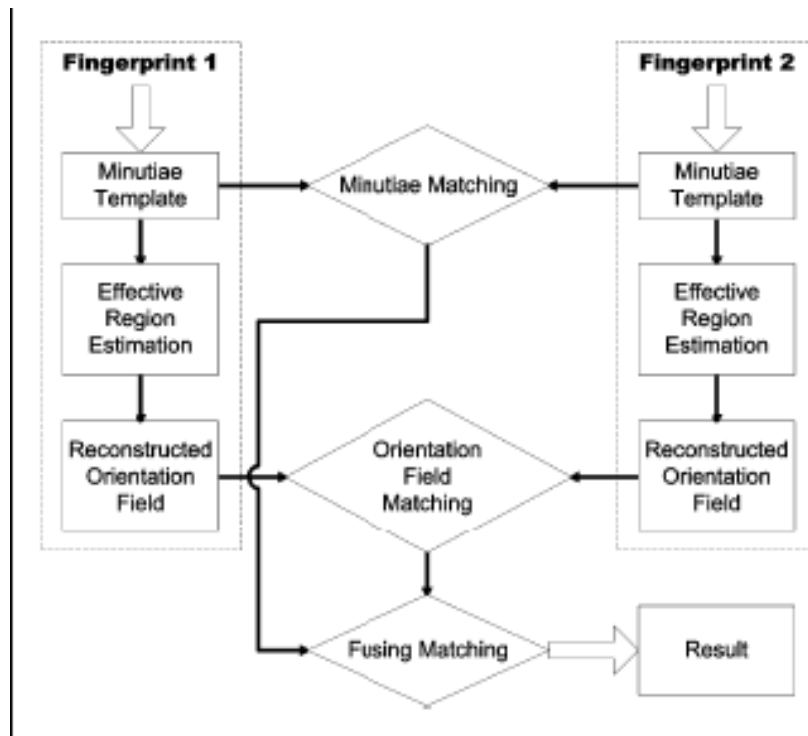 Fingerprint 1
Fingerprint 2
Minutiae
Template
Minutiae Matching
Minutiae
Template
Effective
Region
Estimation
Effective
Region
Estimation
Reconstructed
Orientation
Field
Orientation
Field
Matching
Reconstructed
Orientation
Field
Fusing Matching
Result